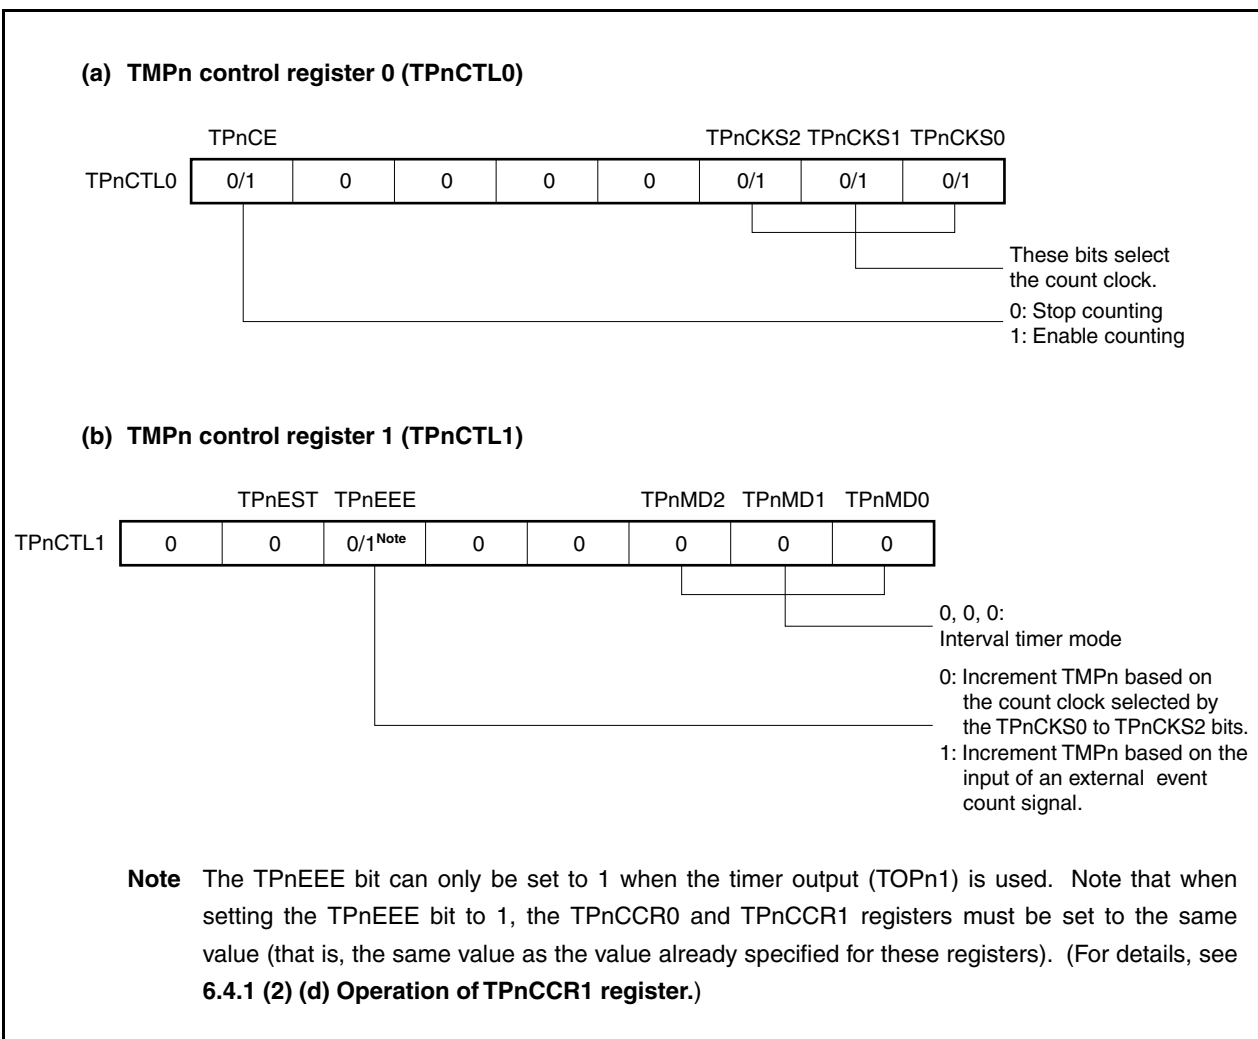 (a) TMPn control register 0 (TPnCTL0)
TPnCE TPnCKS2 TPnCKS1 TPnCKS0
TPnCTL0 0/1 0 0 0 0 0/1 0/1 0/1
These bits select
the count clock.
0: Stop counting
1: Enable counting
(b) TMPn control register 1 (TPnCTL1)
TPnEST TPnEEE TPnMD2 TPnMD1 TPnMD0
TPnCTL1 0 0 0/1Note 0 0 0 0 0
0, 0, 0:
Interval timer mode
0: Increment TMPn based on
the count clock selected by
the TPnCKS0 to TPnCKS2 bits.
1: Increment TMPn based on the
input of an external event
count signal.
Note The TPnEEE bit can only be set to 1 when the timer output (TOPn1) is used. Note that when
setting the TPnEEE bit to 1, the TPnCCR0 and TPnCCR1 registers must be set to the same
value (that is, the same value as the value already specified for these registers). (For details, see
6.4.1 (2) (d) Operation of TPnCCR1 register.)